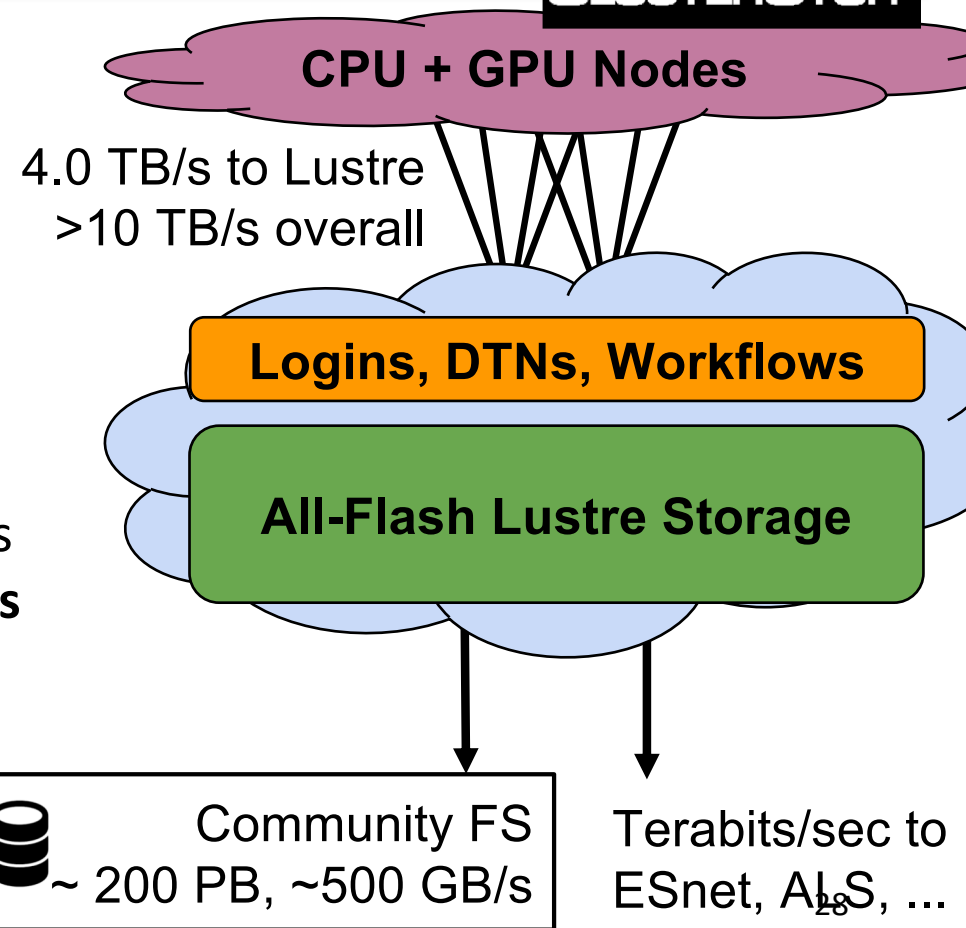 CPU + GPU Nodes
4.0 TB/s to Lustre
>10 TB/s overall
Logins, DTNs, Workflows
All-Flash Lustre Storage
s
s
Community FS
~ 200 PB, ~500 GB/s
Terabits/sec to
ESnet, ALS, ...
28